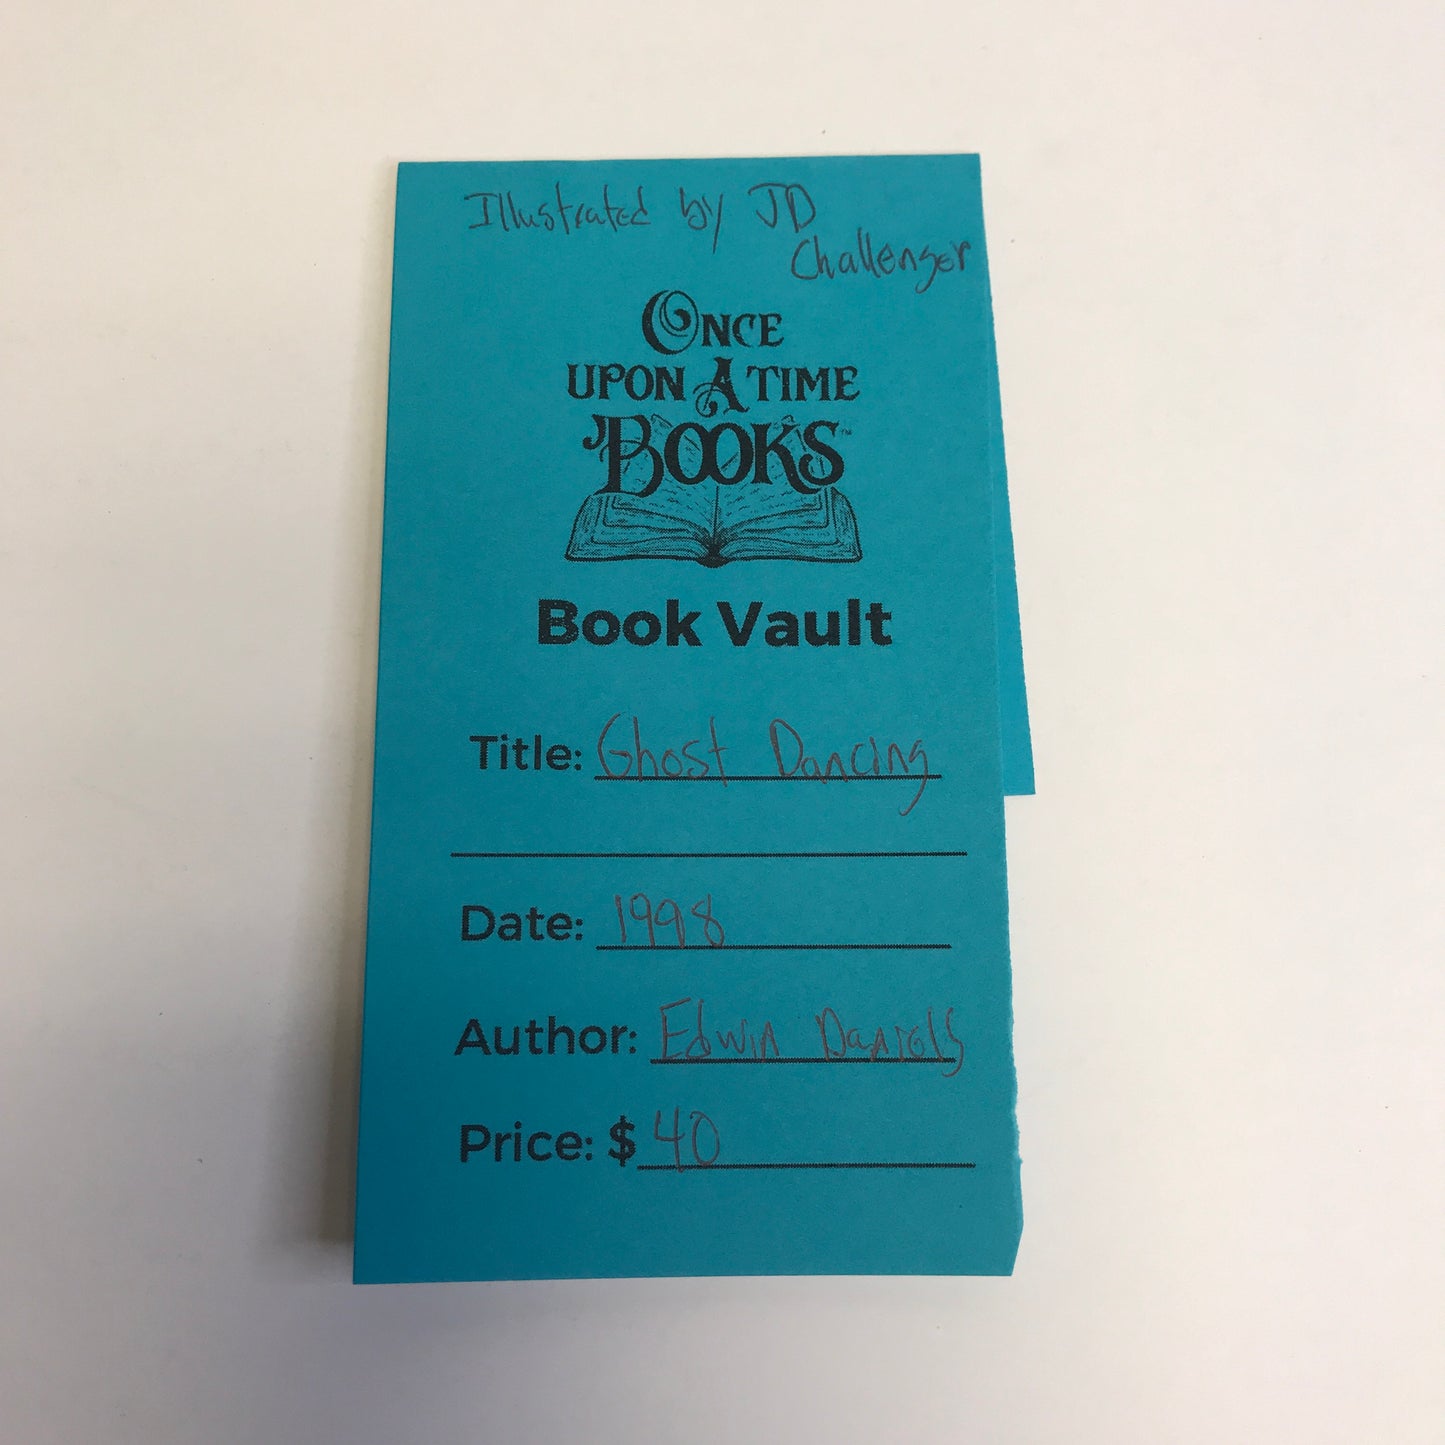 Illustrated by JD
Challenger
ONCE
UPON A TIME
BOOKS™
Book Vault
Title: Ghost Dancing
Date: 1998
Author: Edwin Daniels
Price: $ 40